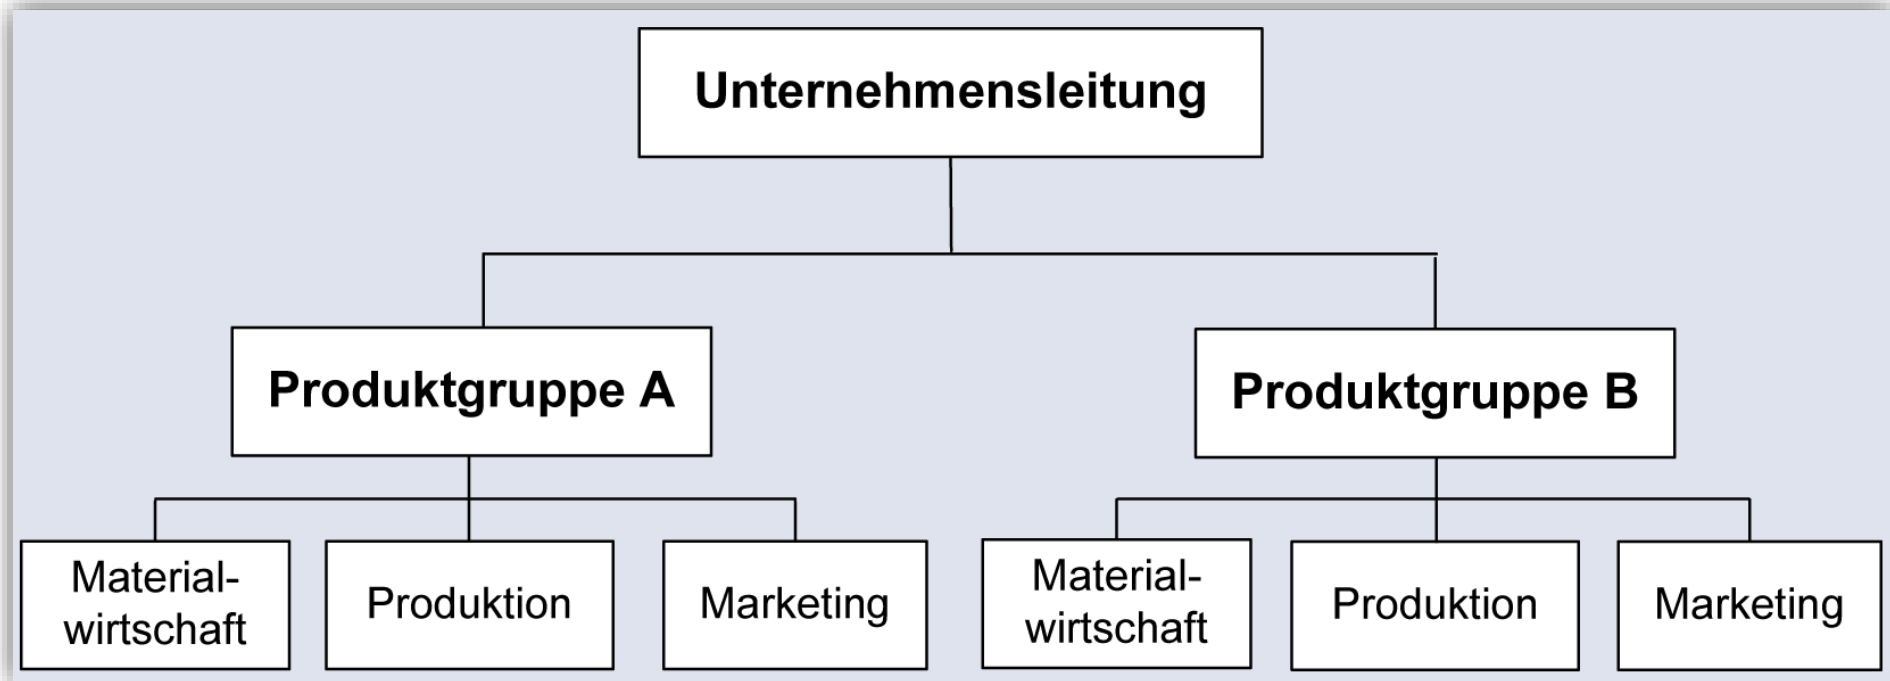 Unternehmensleitung
Produktgruppe A
Produktgruppe B
Material-
wirtschaft
Produktion
Marketing
Material-
wirtschaft
Produktion
Marketing